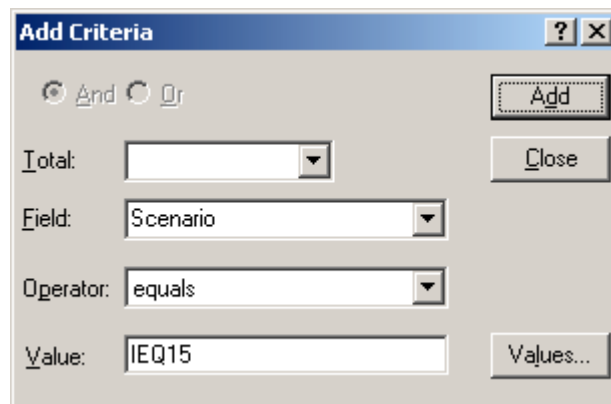 Add Criteria
And Or
Add
Total:
Close
Field: Scenario
Operator: equals
Value: IEQ15 Values...